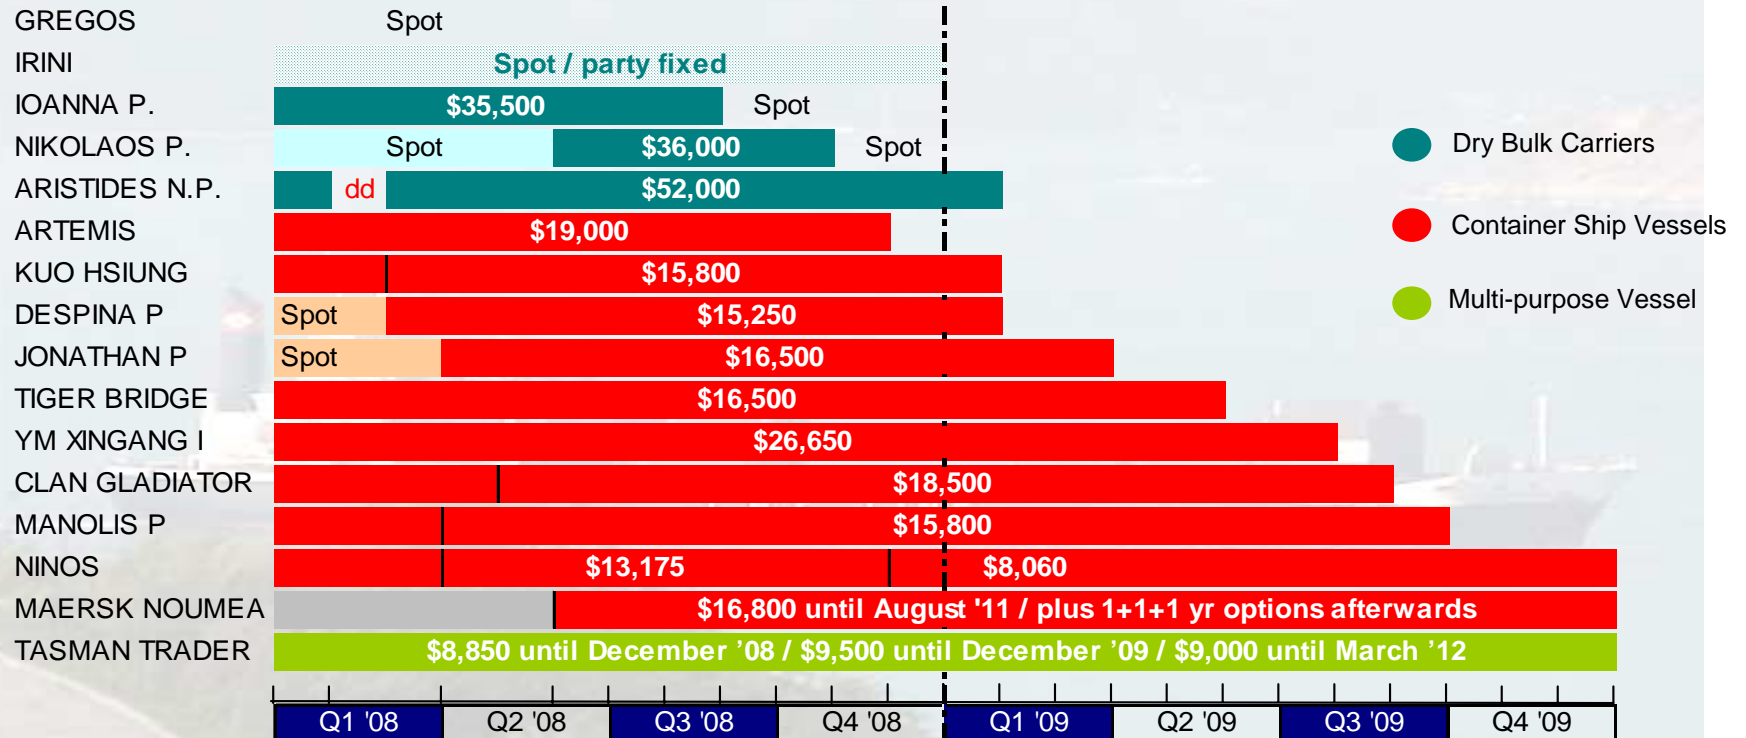 GREGOS Spot
IRINI Spot / party fixed
IOANNA P. $35,500 Spot
NIKOLAOS P. Spot $36,000 Spot
ARISTIDES N.P. dd $52,000
ARTEMIS $19,000
KUO HSIUNG $15,800
DESPINA P Spot $15,250
JONATHAN P Spot $16,500
TIGER BRIDGE $16,500
YM XINGANG I $26,650
CLAN GLADIATOR $18,500
MANOLIS P $15,800
NINOS $13,175 $8,060
MAERSK NOUMEA $16,800 until August '11 / plus 1+1+1 yr options afterwards
TASMAN TRADER $8,850 until December ’08 / $9,500 until December ’09 / $9,000 until March ’12
Q1 '08 Q2 '08 Q3 '08 Q4 '08 Q1 '09 Q2 '09 Q3 '09 Q4 '09
Dry Bulk Carriers
Container Ship Vessels
Multi-purpose Vessel